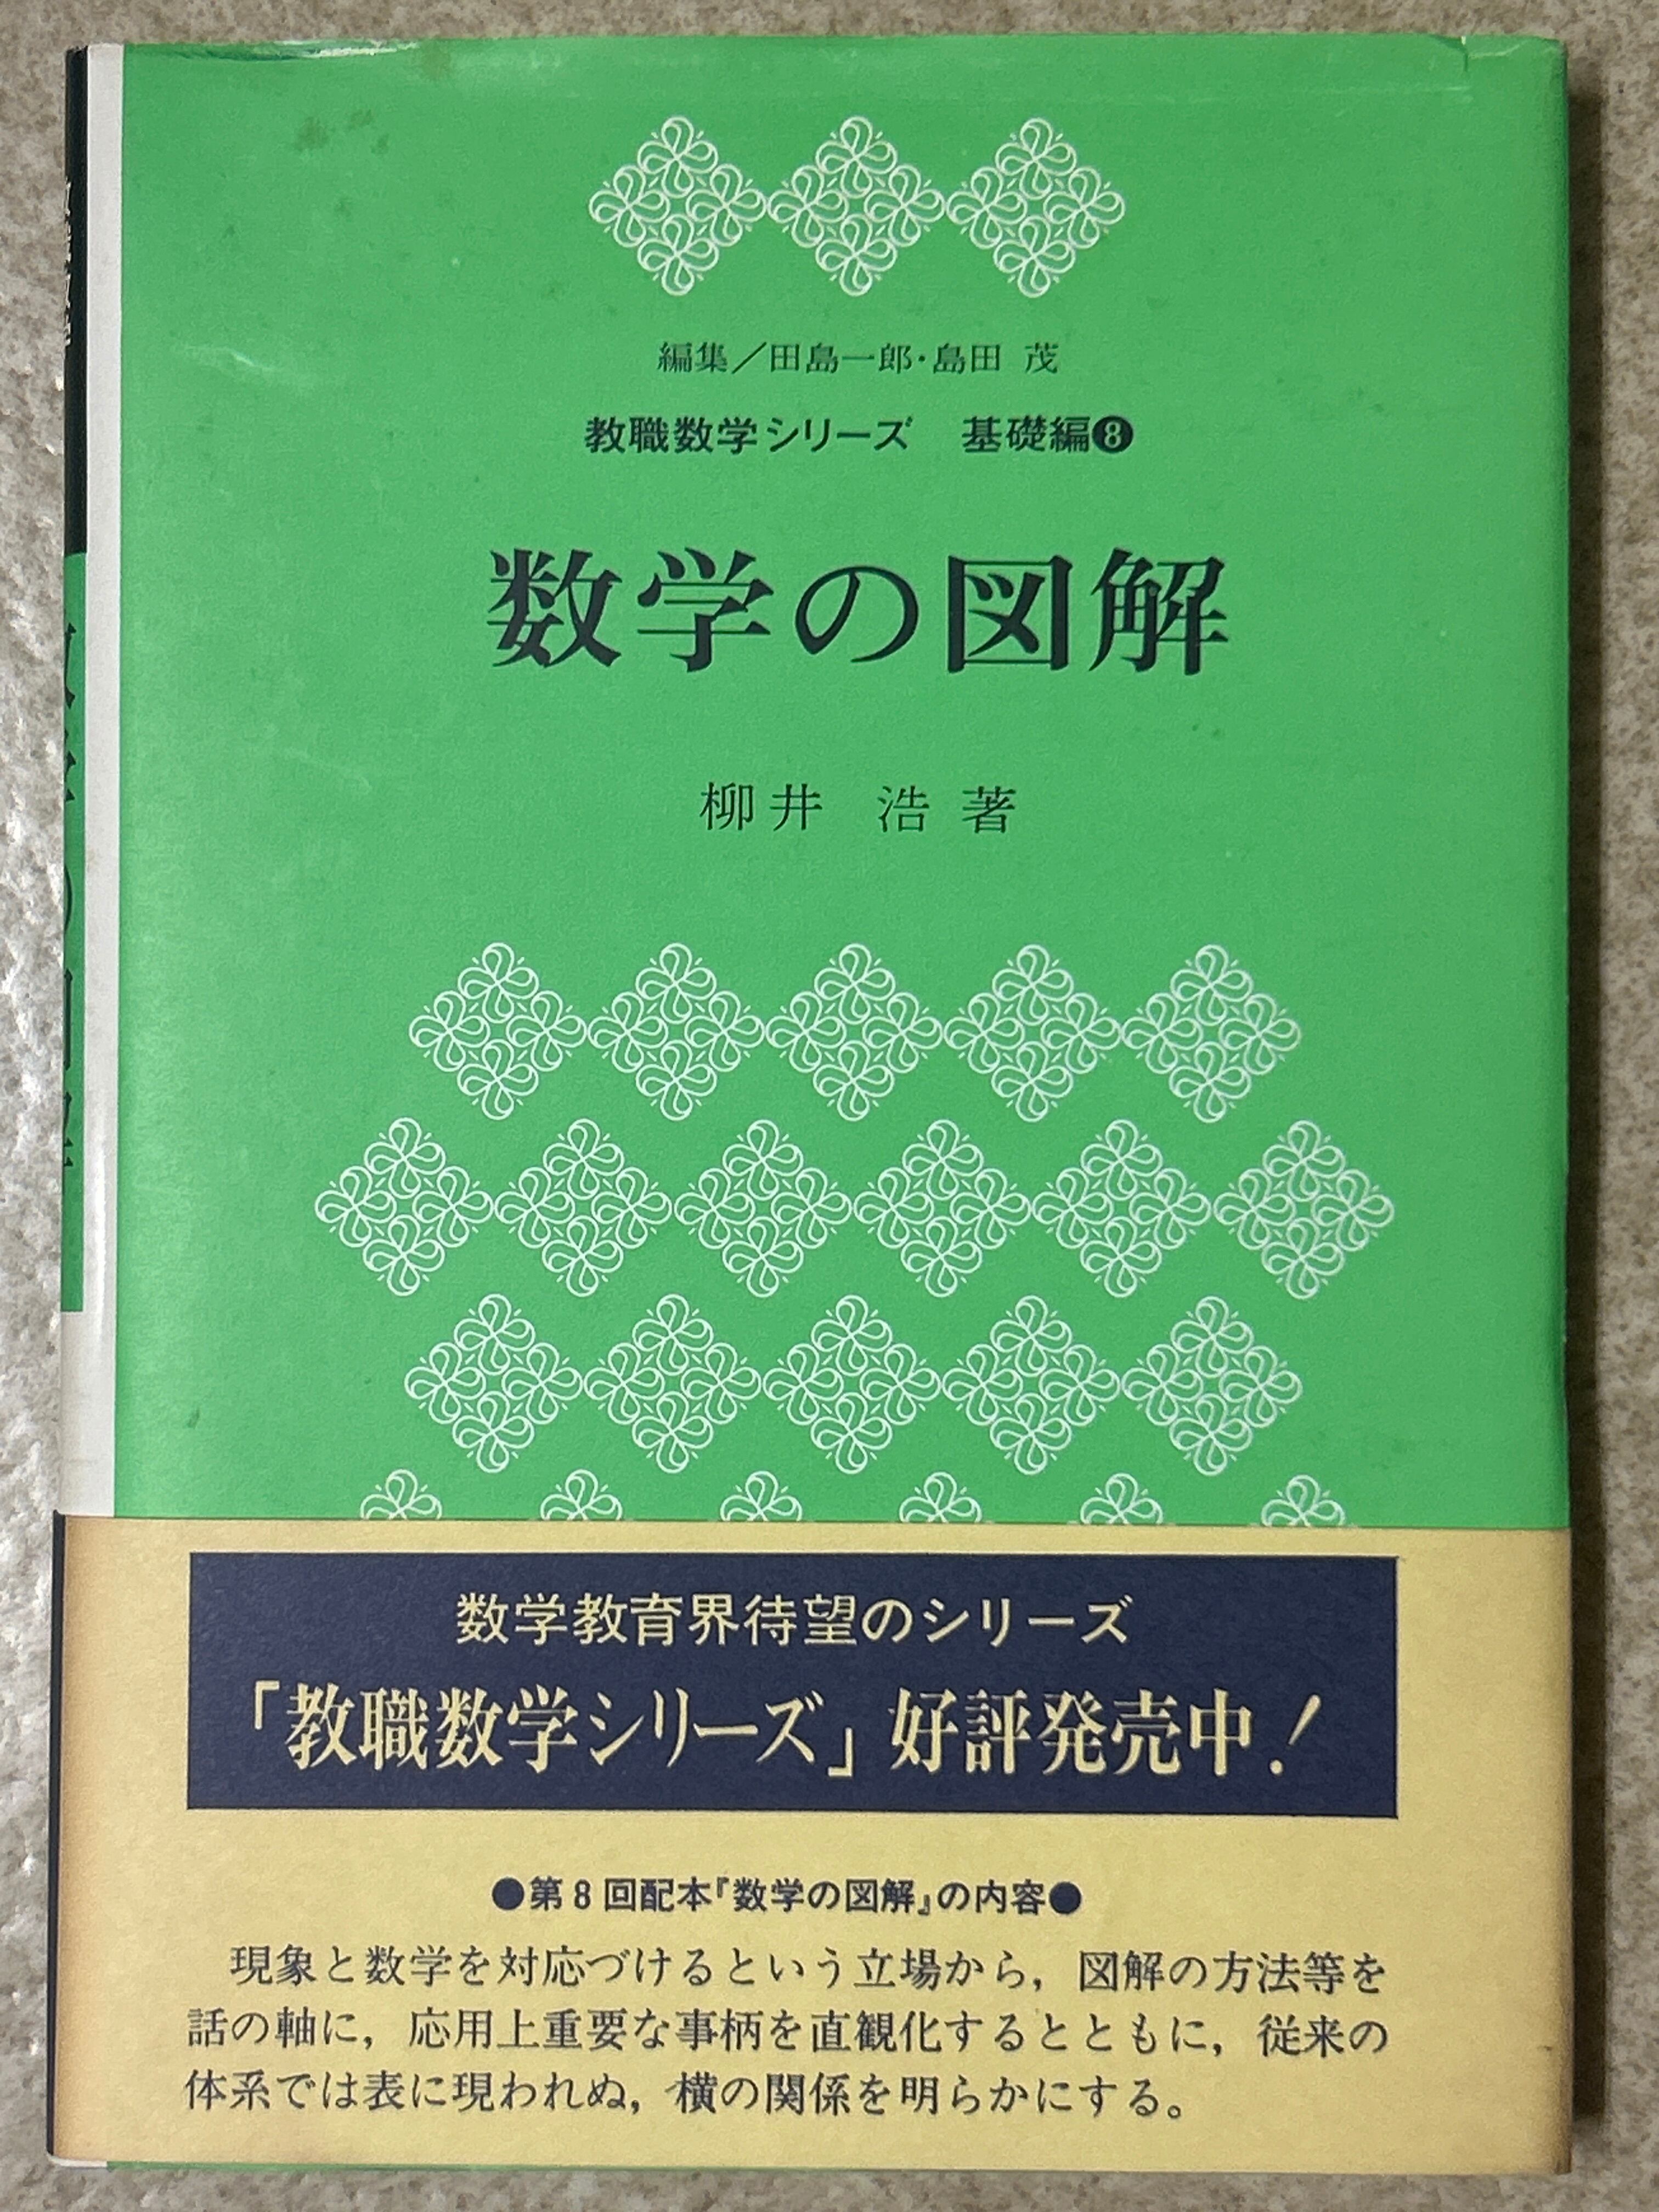 編集／田島一郎・島田 茂
教職数学シリーズ 基礎編❽
数学の図解
柳井 浩 著
数学教育界待望のシリーズ
「教職数学シリーズ」好評発売中！
●第8回配本『数学の図解』の内容●
現象と数学を対応づけるという立場から，図解の方法等を
話の軸に，応用上重要な事柄を直観化するとともに，従来の
体系では表に現われぬ，横の関係を明らかにする。